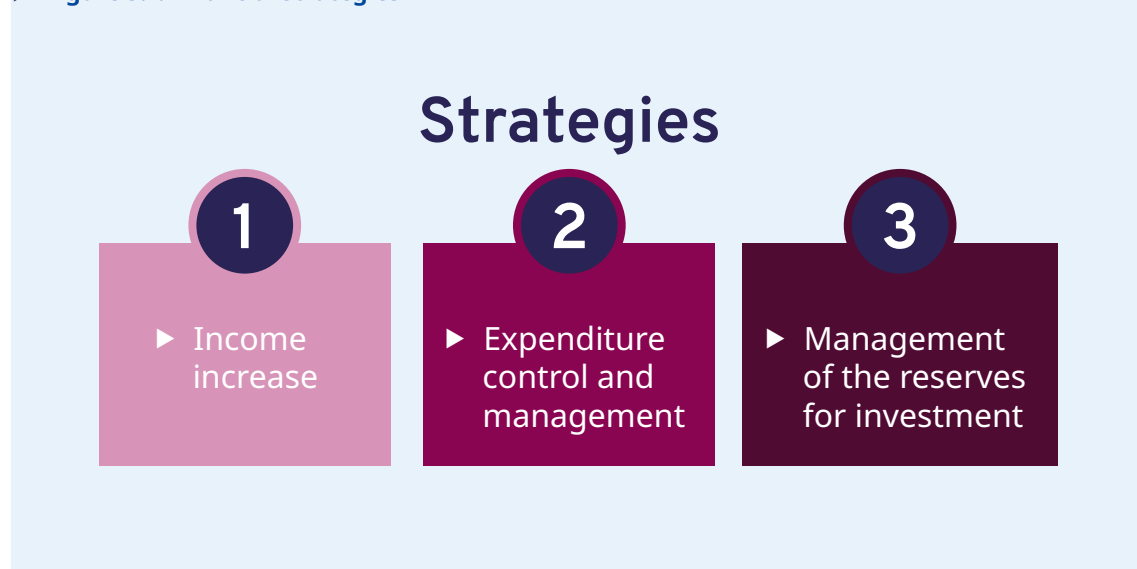 Strategies
1
2
3
▶ Income
increase
▶ Expenditure
control and
management
▶ Management
of the reserves
for investment